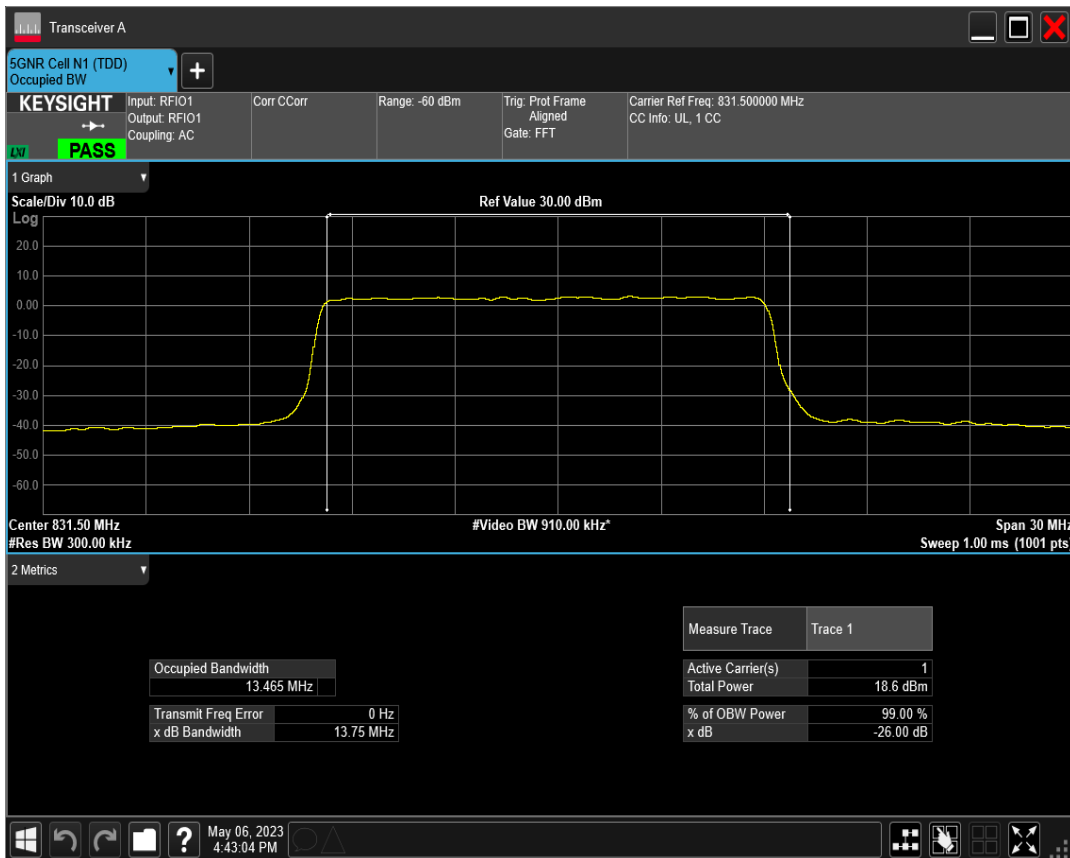 Transceiver A
5GNR Cell N1 (TDD)
Occupied BW
+
KEYSIGHT
LXI
PASS
Input: RFIO1
Output: RFIO1
Coupling: AC
Corr CCorr
Range: -60 dBm
Trig: Prot Frame
Aligned
Gate: FFT
Carrier Ref Freq: 831.500000 MHz
CC Info: UL, 1 CC
1 Graph
Scale/Div 10.0 dB
Ref Value 30.00 dBm
Log
20.0
10.0
0.00
-10.0
-20.0
-30.0
-40.0
-50.0
-60.0
Center 831.50 MHz
#Video BW 910.00 kHz*
Span 30 MHz
#Res BW 300.00 kHz
Sweep 1.00 ms (1001 pts)
2 Metrics
Measure Trace Trace 1
Occupied Bandwidth
13.465 MHz
Active Carrier(s) 1
Total Power 18.6 dBm
Transmit Freq Error 0 Hz
x dB Bandwidth 13.75 MHz
% of OBW Power 99.00 %
x dB -26.00 dB
?
May 06, 2023
4:43:04 PM